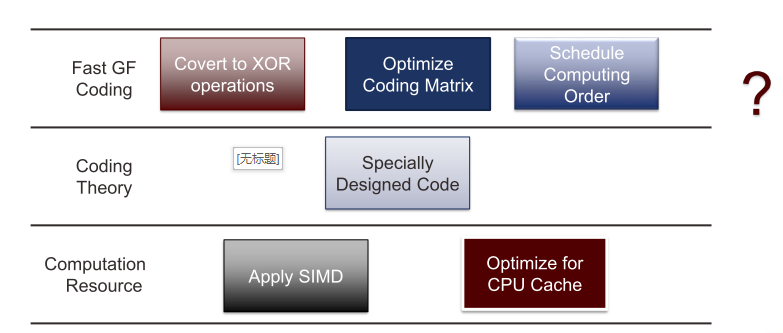 Fast GF
Coding
Covert to XOR
operations
Optimize
Coding Matrix
Schedule
Computing
Order
?
Coding
Theory
[无标题]
Specially
Designed Code
Computation
Resource
Apply SIMD
Optimize for
CPU Cache